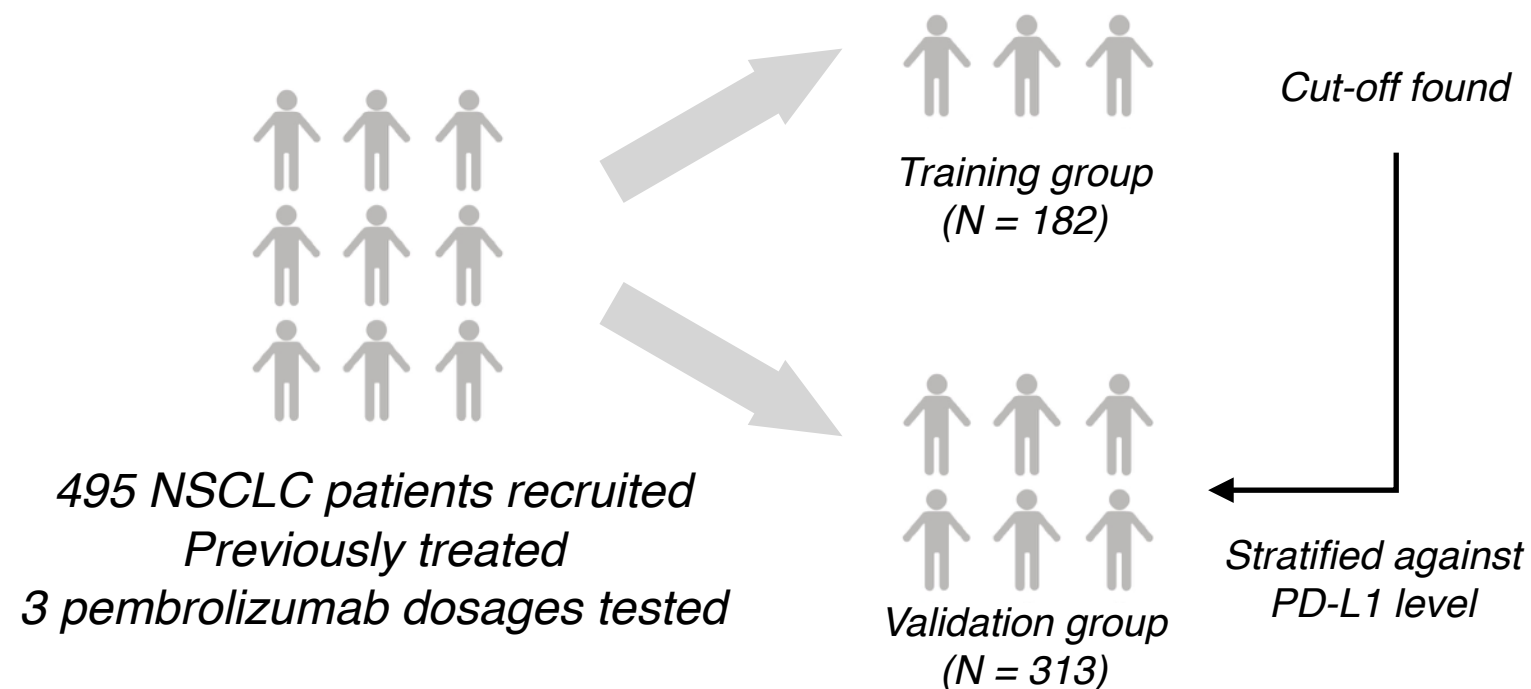 495 NSCLC patients recruited
Previously treated
3 pembrolizumab dosages tested
Training group
(N = 182)
Cut-off found
Validation group
(N = 313)
Stratified against
PD-L1 level